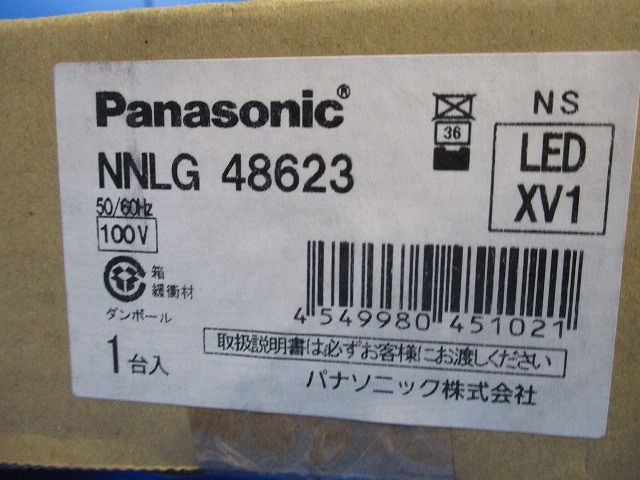 Panasonic®
NS
NNLG 48623
36
LED
XV1
50/60Hz
100V
箱
緩衝材
ダンボール
4 549980 451021
1台入
取扱説明書は必ずお客様にお渡しください
パナソニック株式会社